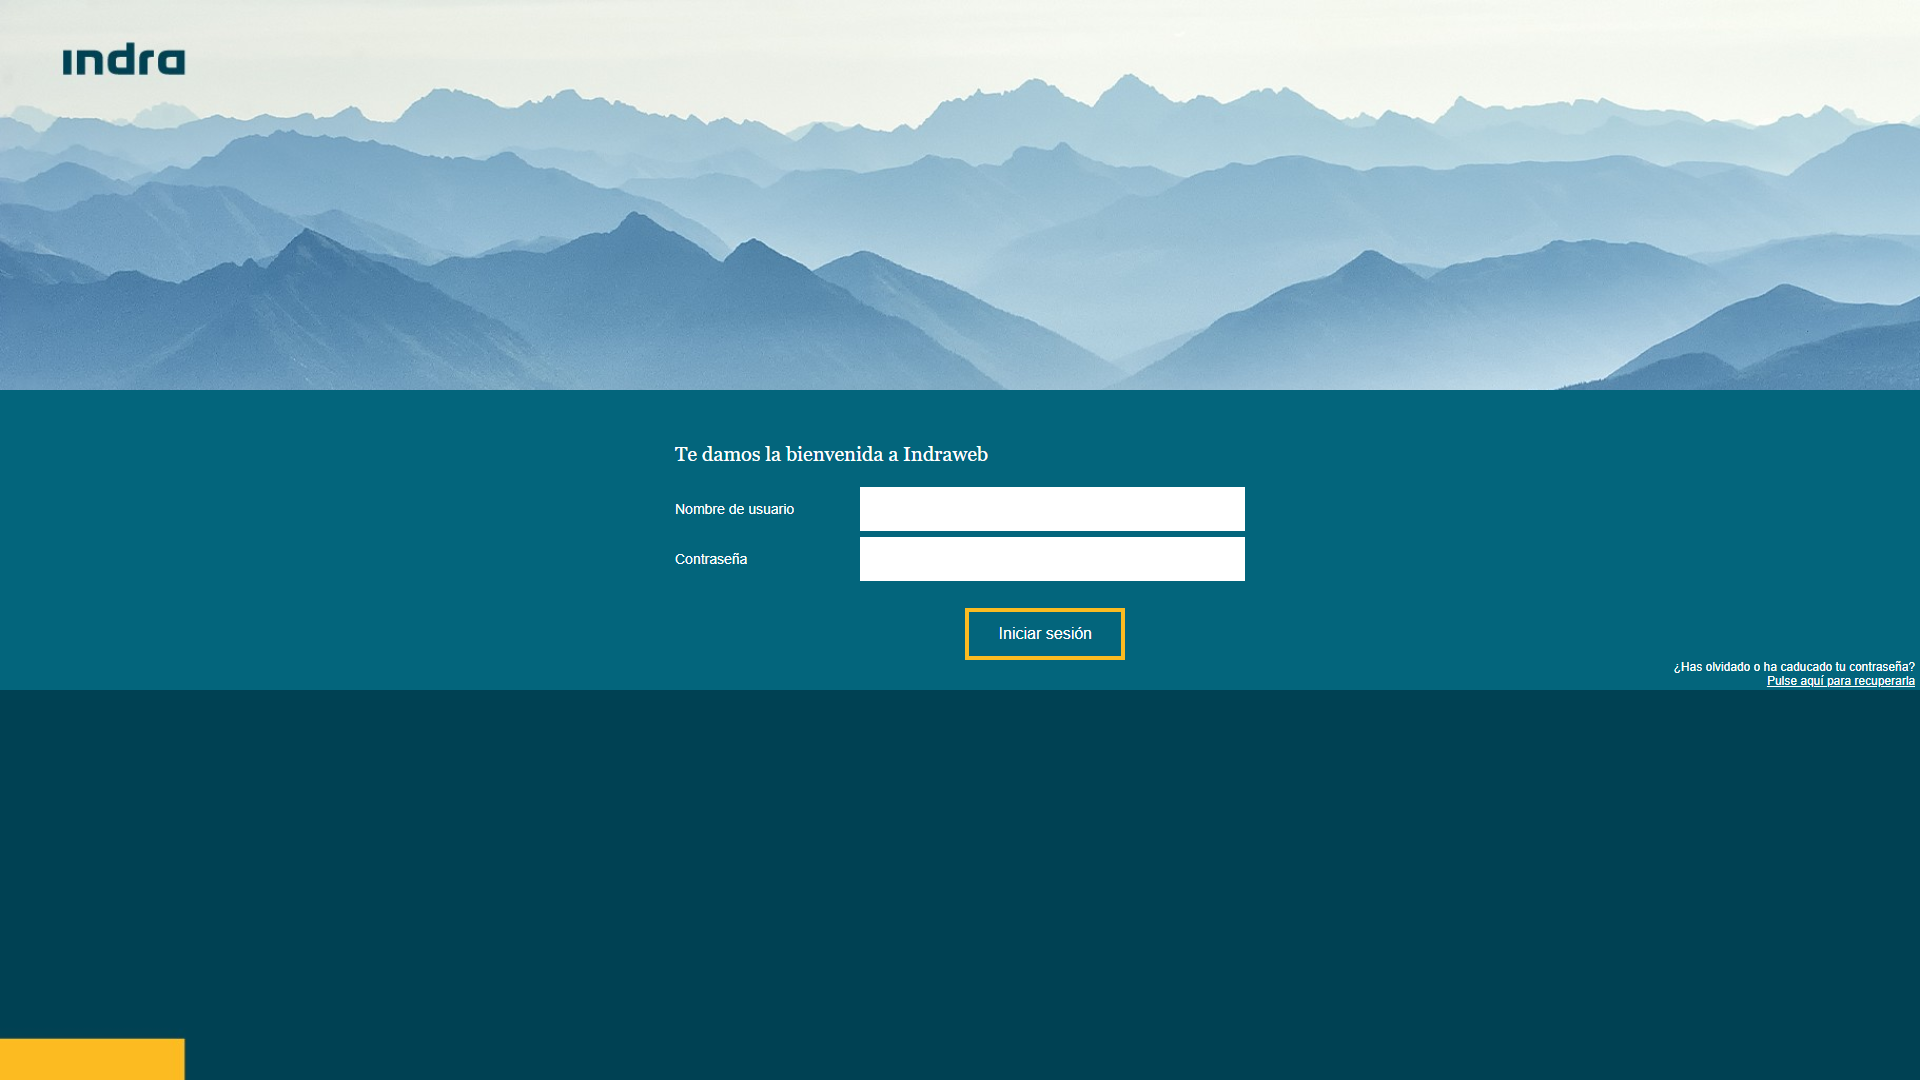 indra
Te damos la bienvenida a Indraweb
Nombre de usuario
Contraseña
Iniciar sesión
¿Has olvidado o ha caducado tu contraseña?
Pulse aquí para recuperarla